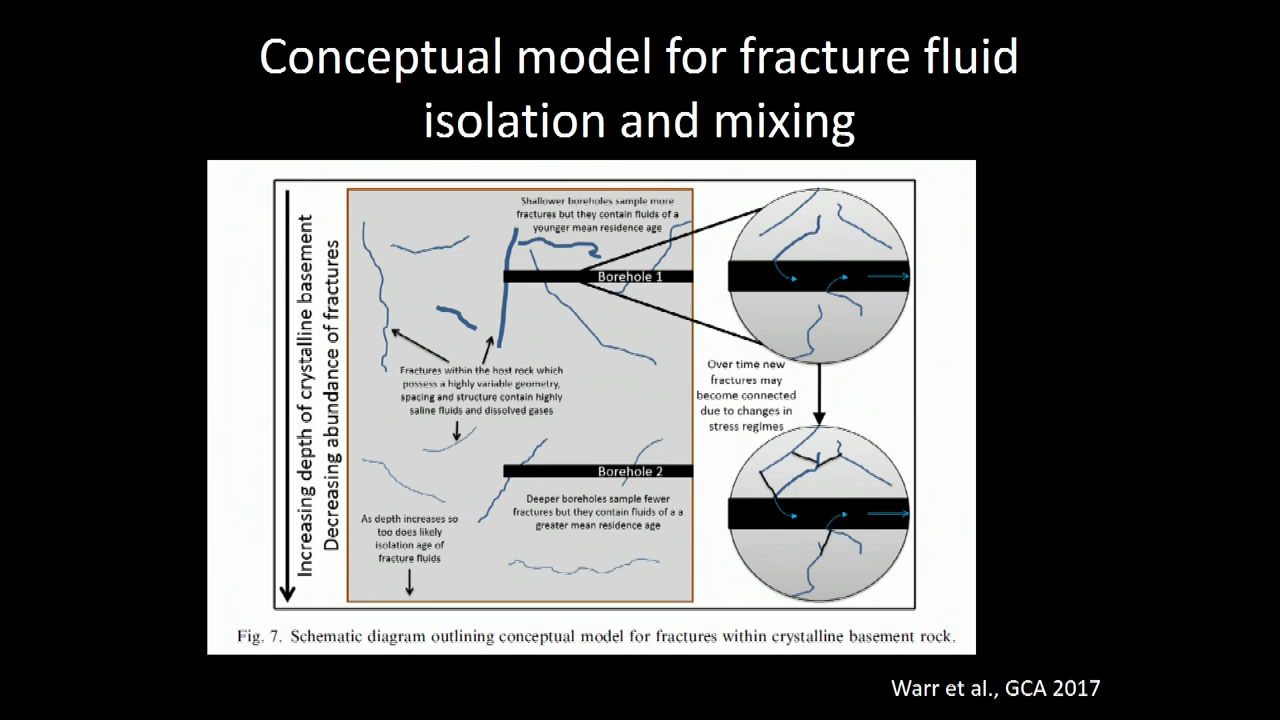 Conceptual model for fracture fluid
isolation and mixing
Increasing depth of crystalline basement
Decreasing abundance of fractures
Shallower boreholes sample more
fractures but they contain fluids of a
younger mean residence age
Borehole 1
Fractures within the host rock which
possess a highly variable geometry,
spacing and structure contain highly
saline fluids and dissolved gases
Over time new
fractures may
become connected
due to changes in
stress regimes
Borehole 2
Deeper boreholes sample fewer
fractures but they contain fluids of a a
greater mean residence age
As depth increases so
too does likely
isolation age of
fracture fluids
Fig. 7. Schematic diagram outlining conceptual model for fractures within crystalline basement rock.
Warr et al., GCA 2017